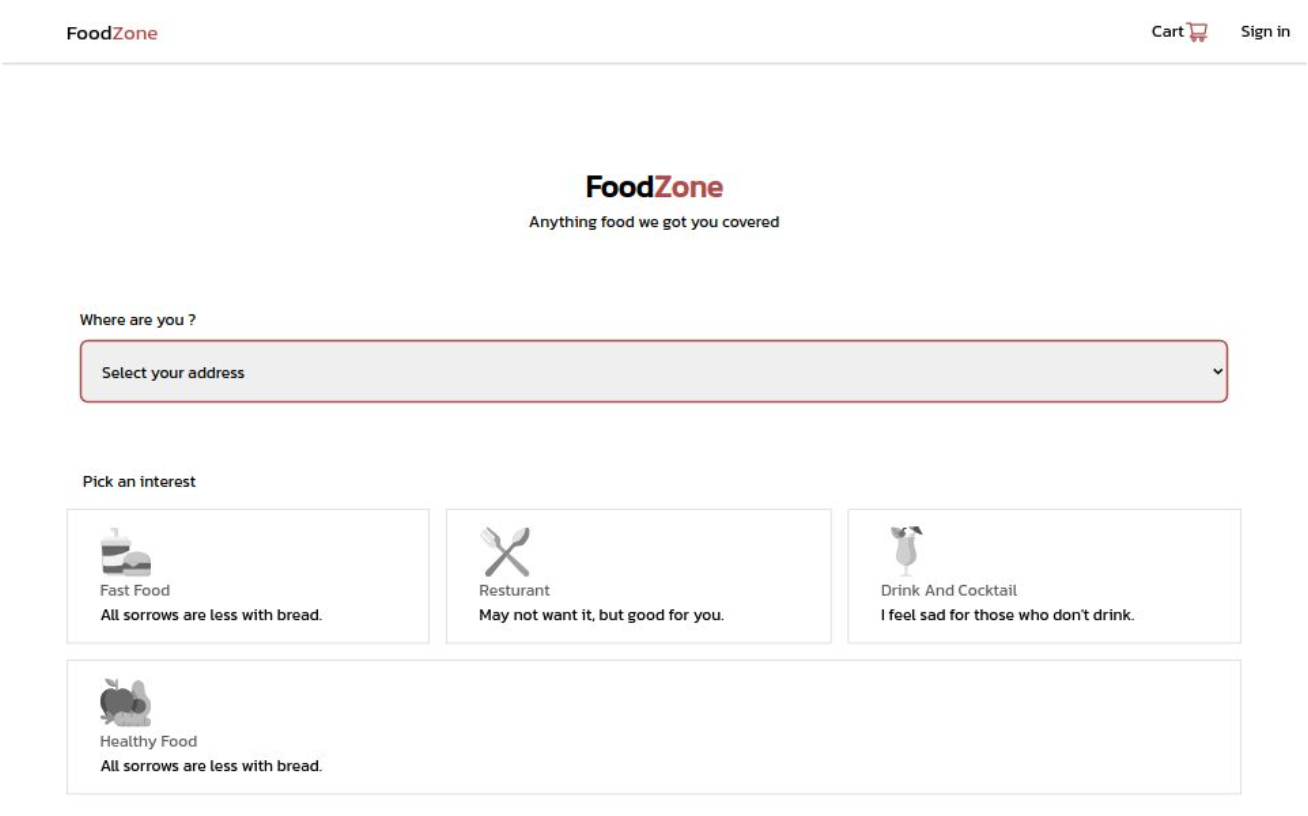 FoodZone
Cart
Sign in
FoodZone
Anything food we got you covered
Where are you ?
Select your address
Pick an interest
Fast Food
All sorrows are less with bread.
Resturant
May not want it, but good for you.
Drink And Cocktail
I feel sad for those who don't drink.
Healthy Food
All sorrows are less with bread.